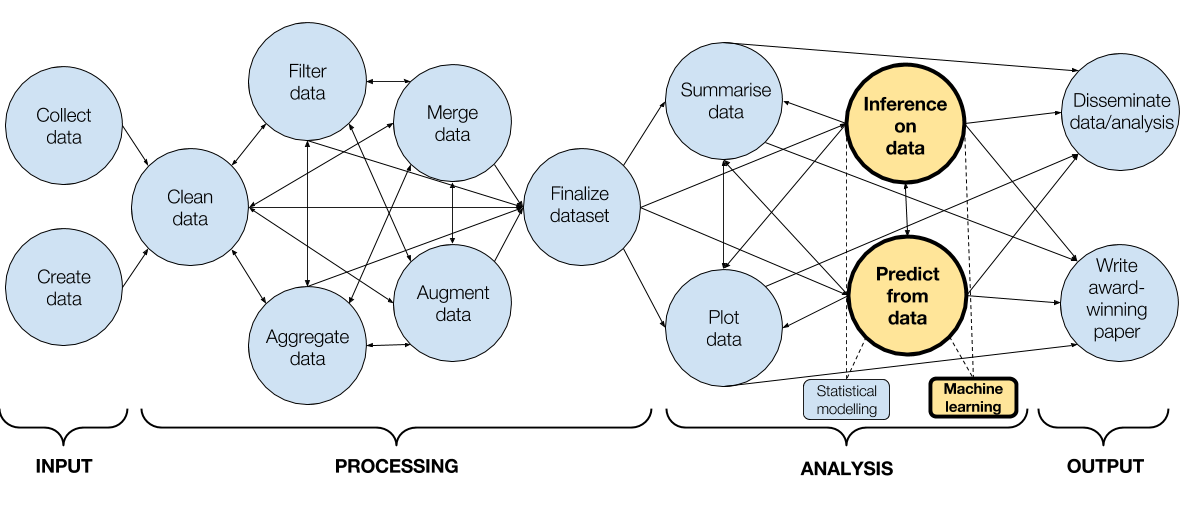 Collect
data
Create
data
Clean
data
Filter
data
Merge
data
Aggregate
data
Augment
data
Finalize
dataset
Summarise
data
Plot
data
Inference
on
data
Predict
from
data
Statistical
modelling
Machine
learning
Disseminate
data/analysis
Write
award-
winning
paper
INPUT
PROCESSING
ANALYSIS
OUTPUT